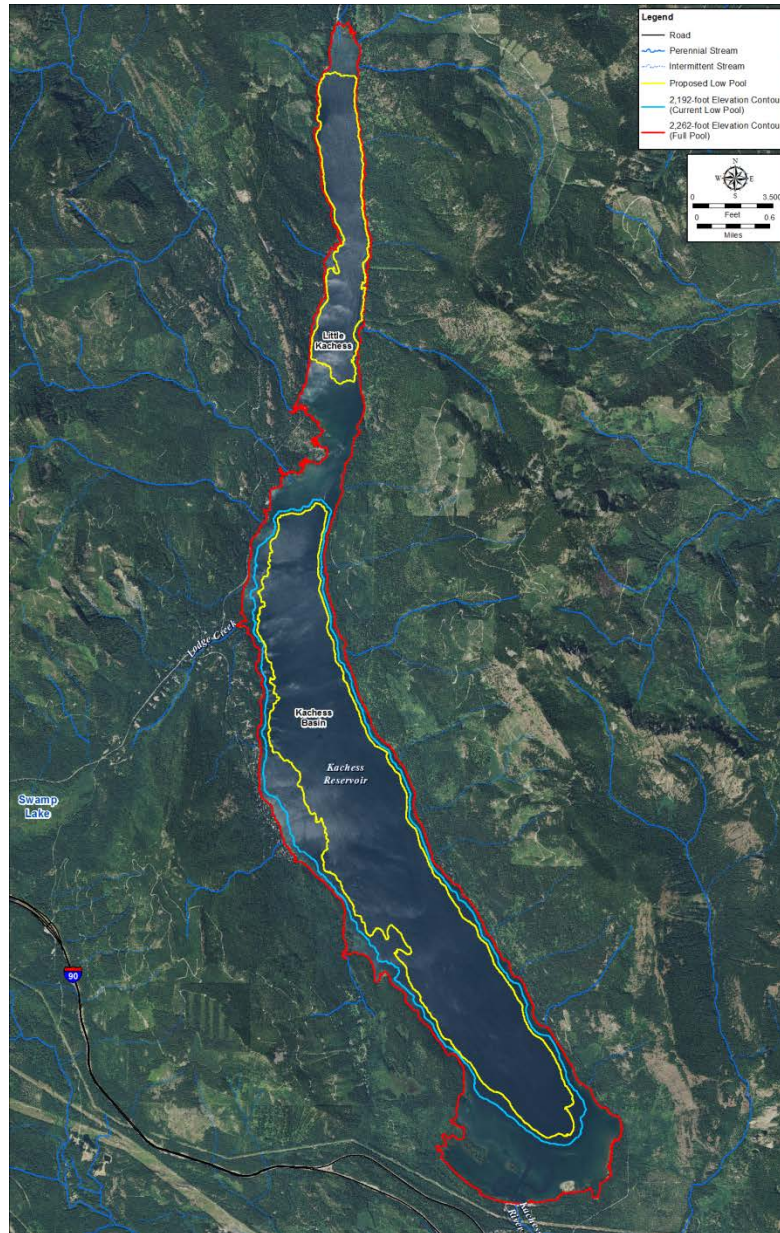 Legend
Road
Perennial Stream
Intermittent Stream
Proposed Low Pool
2,192-foot Elevation Contou
(Current Low Pool)
2,262-foot Elevation Contou
(Full Pool)
N
W E
S
0 3,500
Feet
0 0.6
Miles
Little
Kachess
Lodge Creek
Kachess
Basin
Kachess
Reservoir
Swamp
Lake
90
Kachess
River